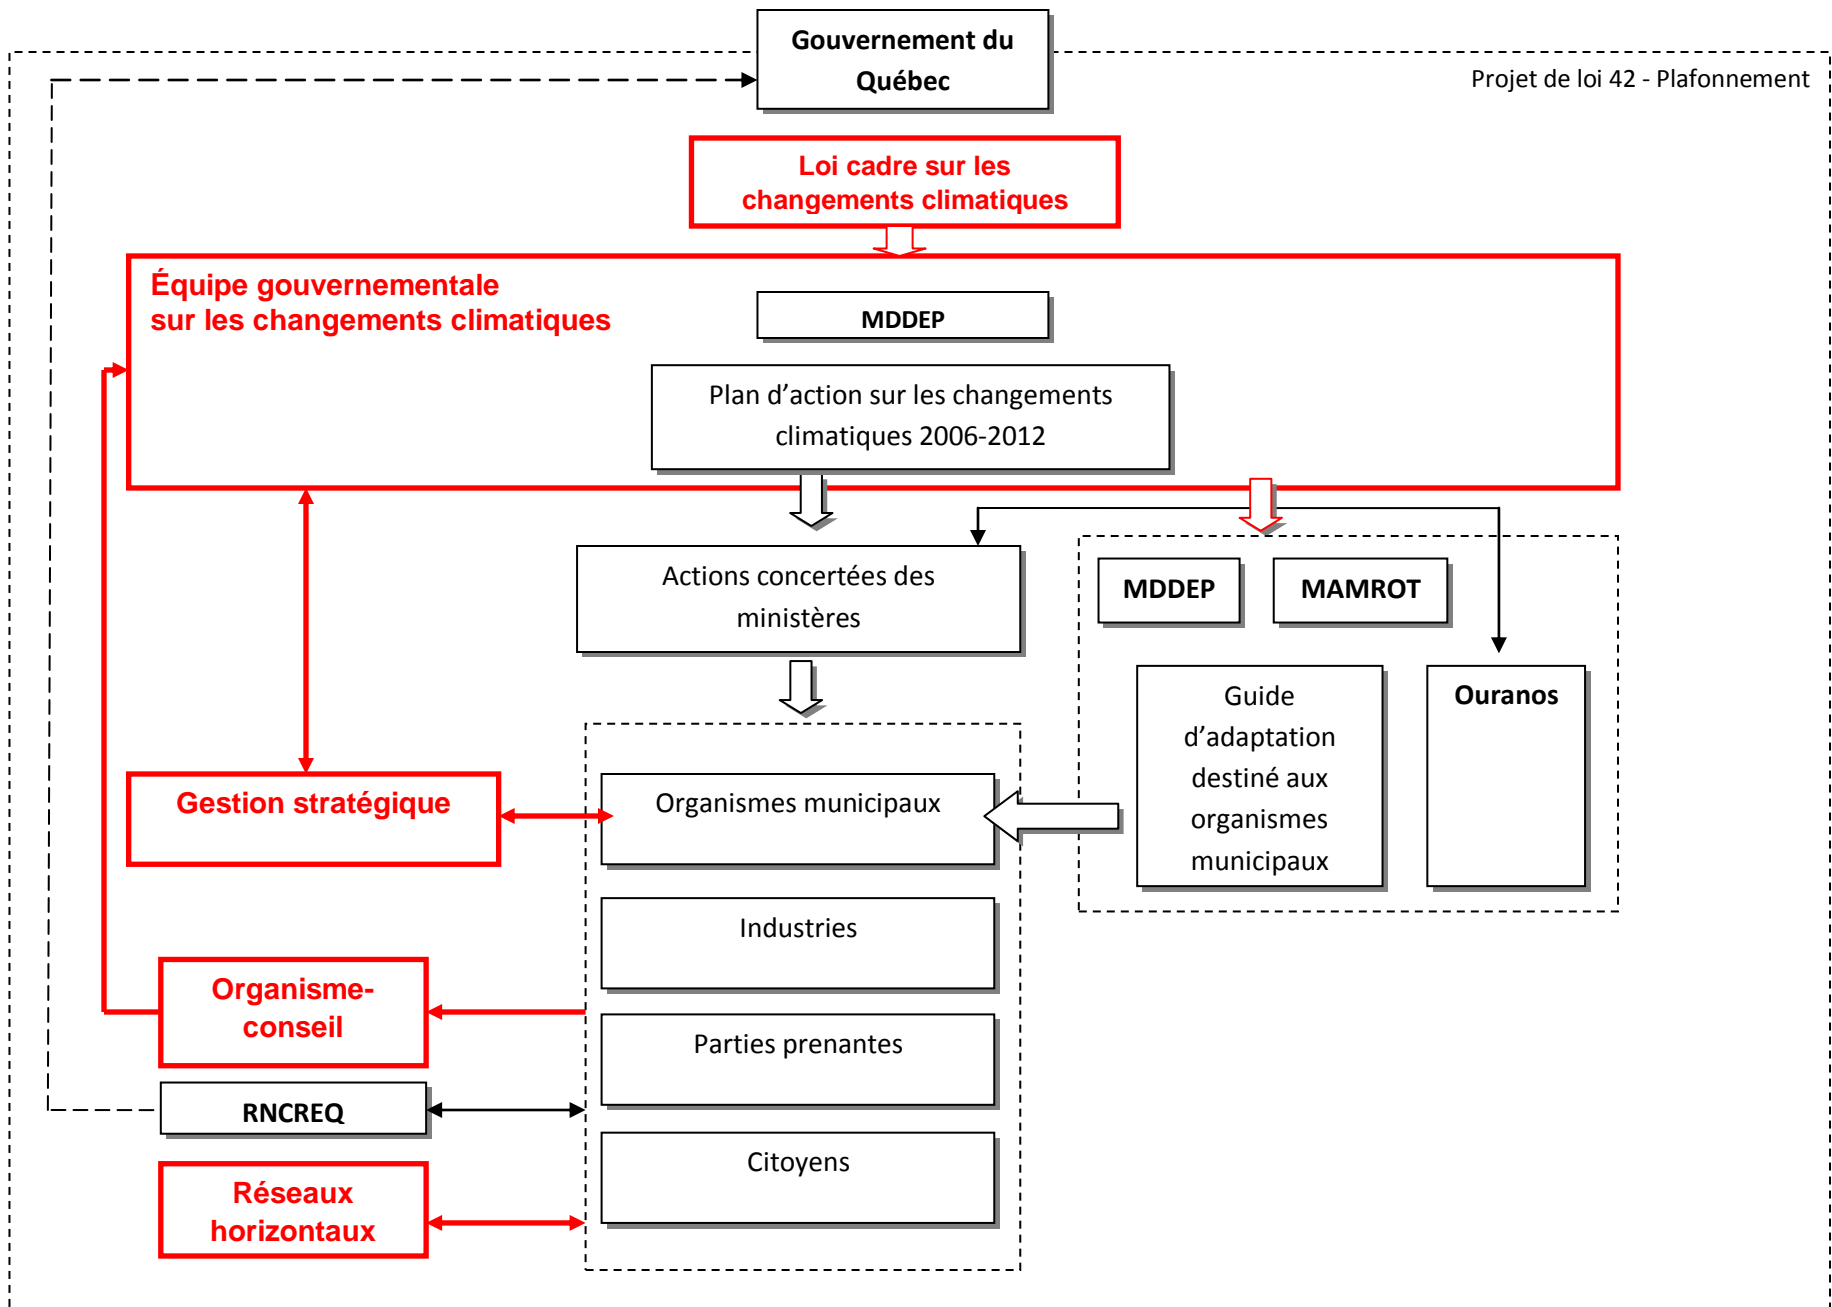 Gouvernement du
Québec
Projet de loi 42 - Plafonnement
Loi cadre sur les
changements climatiques
Équipe gouvernementale
sur les changements climatiques
MDDEP
Plan d’action sur les changements
climatiques 2006-2012
Actions concertées des
ministères
MDDEP
MAMROT
Guide
d’adaptation
destiné aux
organismes
municipaux
Ouranos
Gestion stratégique
Organismes municipaux
Industries
Organisme-
conseil
Parties prenantes
RNCREQ
Citoyens
Réseaux
horizontaux